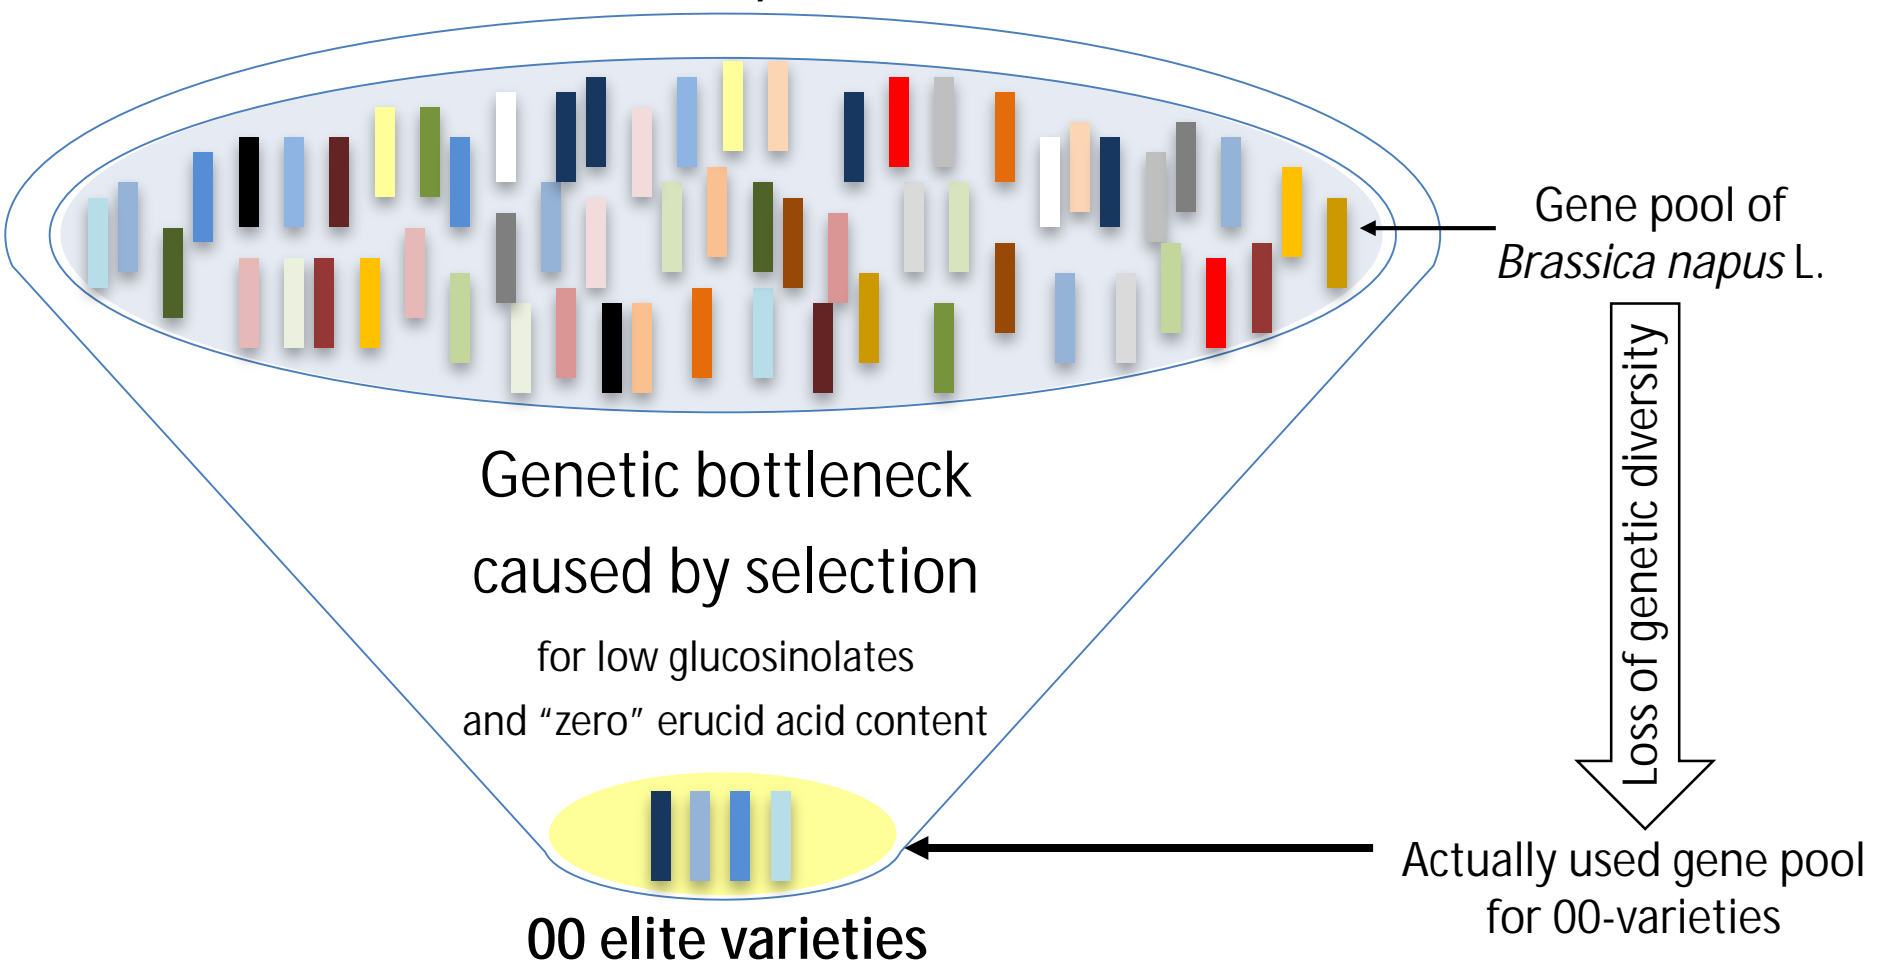 Gene pool of
Brassica napus L.
Loss of genetic diversity
Genetic bottleneck
caused by selection
for low glucosinolates
and “zero” erucid acid content
Actually used gene pool
for 00-varieties
00 elite varieties